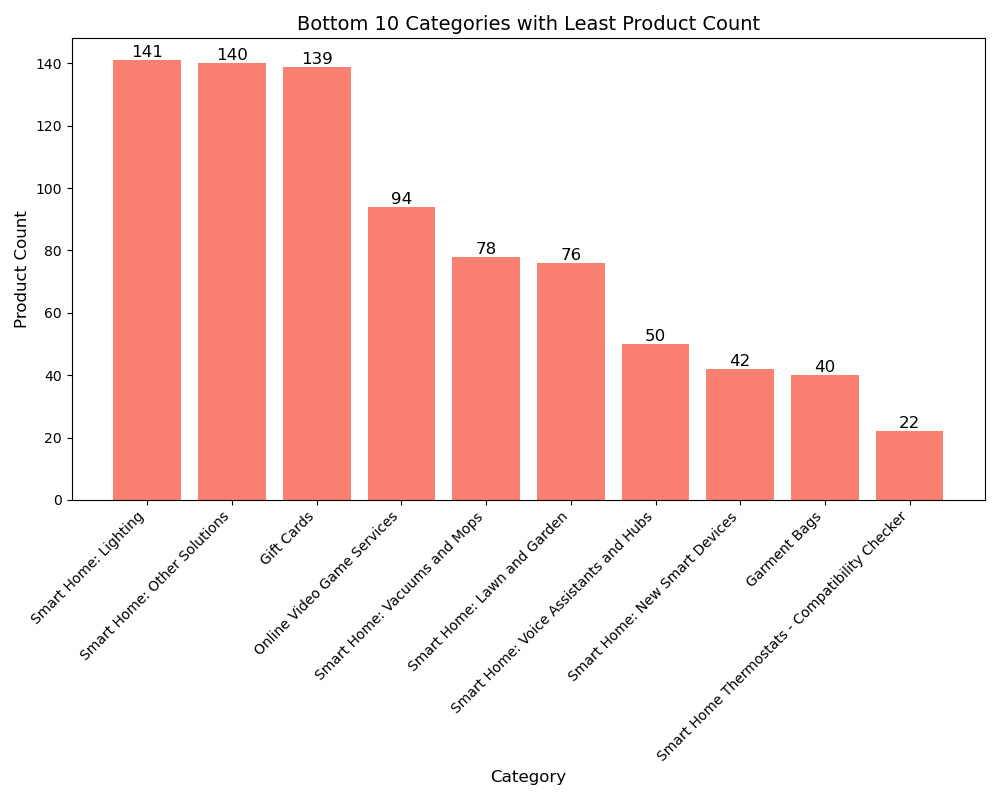 Bottom 10 Categories with Least Product Count
Product Count
140
120
100
80
60
40
20
0
141
140
139
94
78
76
50
42
40
22
Smart Home: Lighting
Smart Home: Other Solutions
Gift Cards
Online Video Game Services
Smart Home: Vacuums and Mops
Smart Home: Lawn and Garden
Smart Home: Voice Assistants and Hubs
Smart Home: New Smart Devices
Garment Bags
Smart Home Thermostats - Compatibility Checker
Category